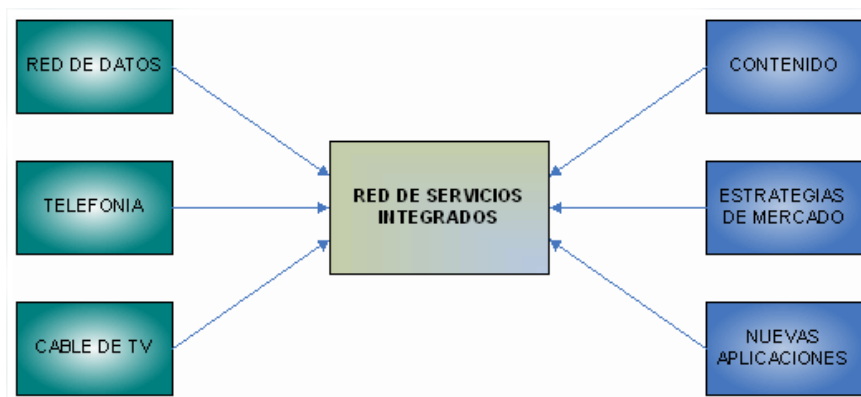 RED DE DATOS
TELEFONIA
CABLE DE TV
RED DE SERVICIOS
INTEGRADOS
CONTENIDO
ESTRATEGIAS
DE MERCADO
NUEVAS
APLICACIONES